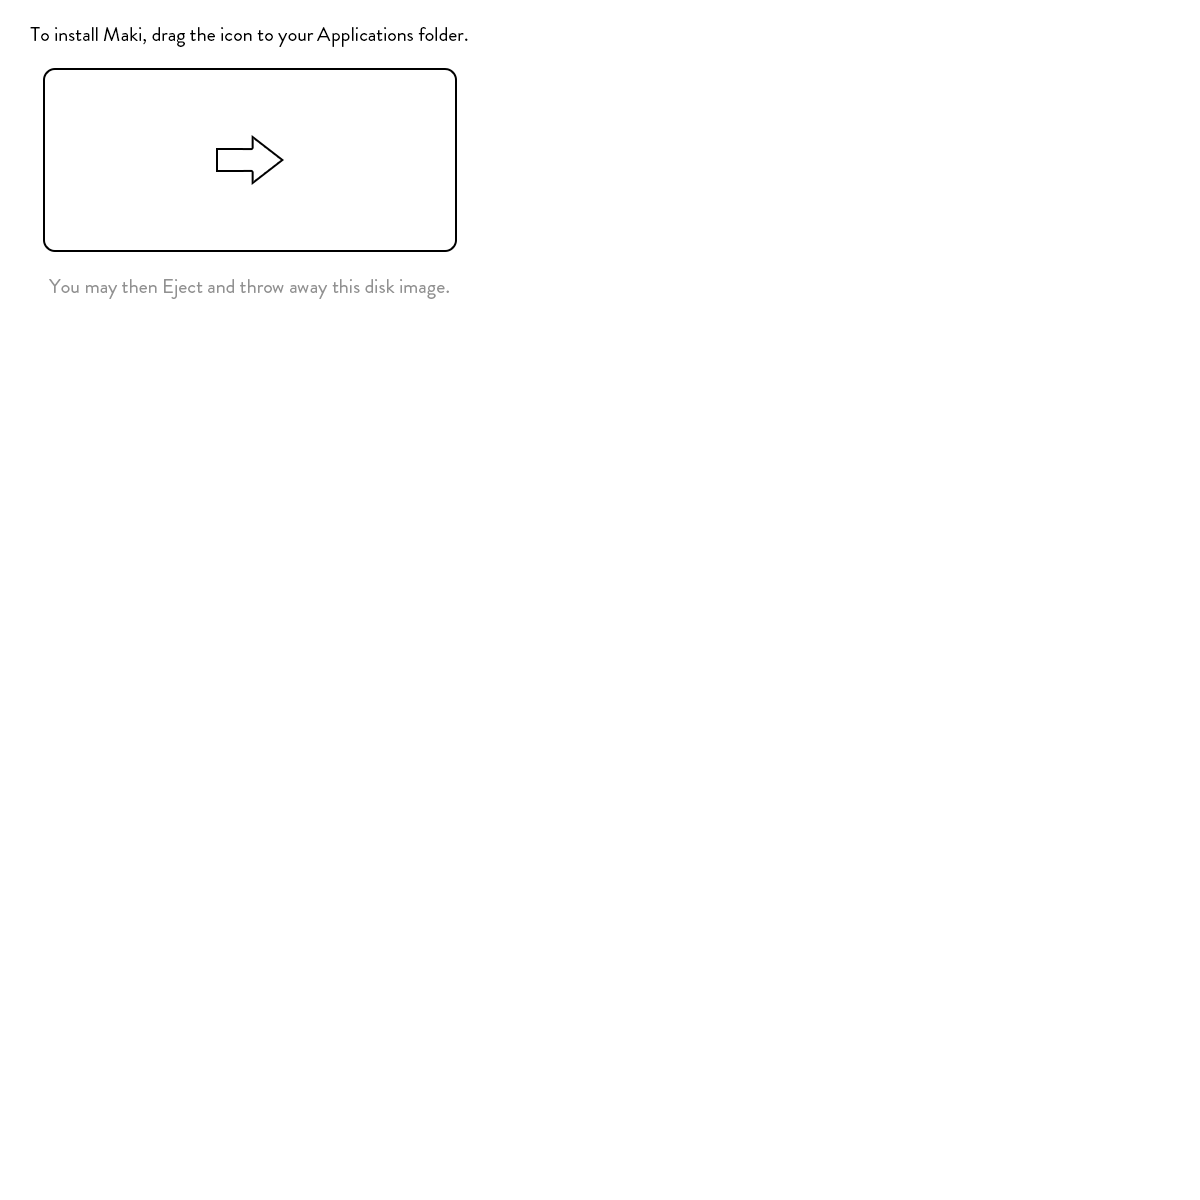 To install Maki, drag the icon to your Applications folder.
You may then Eject and throw away this disk image.